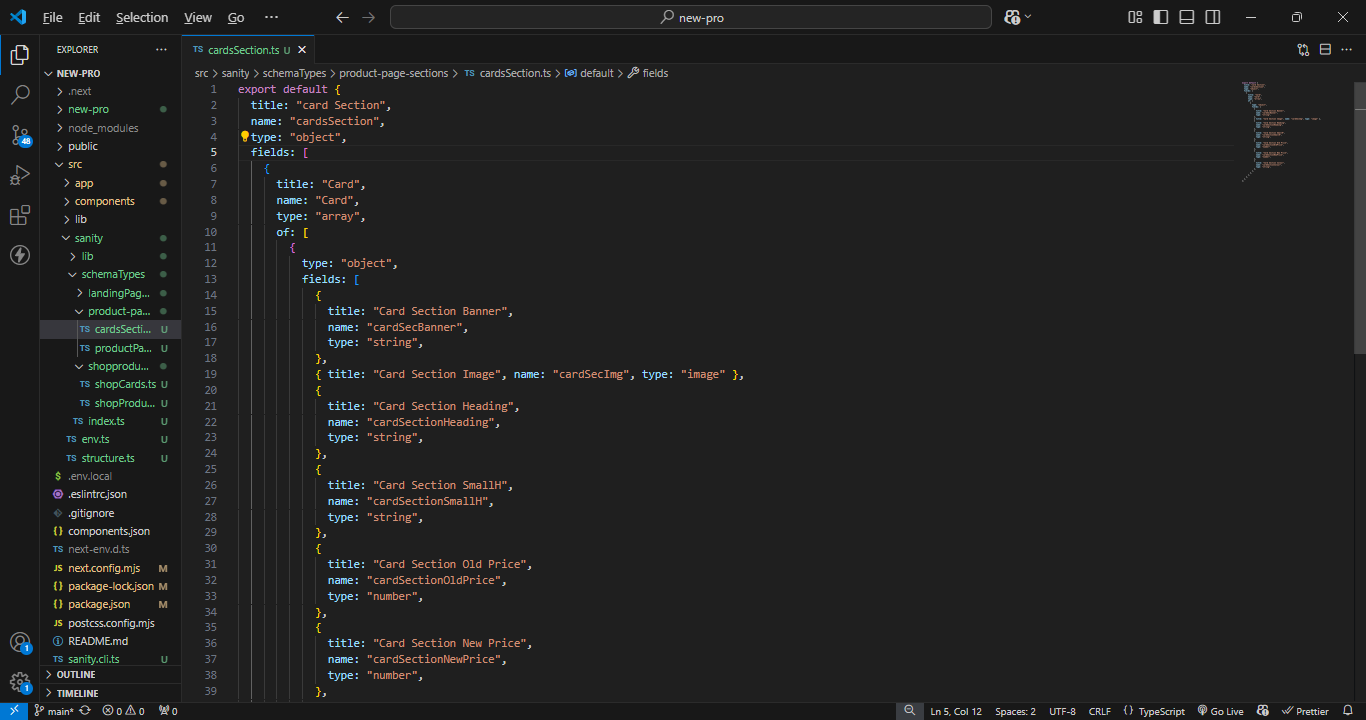 File Edit Selection View Go ··· new-pro
EXPLORER ···
NEW-PRO
.next
new-pro
node_modules
public
src
app
components
lib
sanity
lib
schemaTypes
landingPag...
product-pa...
TS cardsSecti... U
TS productPa... U
shopprodu...
TS shopCards.ts U
TS shopProdu... U
TS index.ts U
TS env.ts U
TS structure.ts U
$ .env.local
.eslintrc.json
.gitignore
{} components.json
TS next-env.d.ts
JS next.config.mjs M
{} package-lock.json M
{} package.json M
JS postcss.config.mjs
README.md
TS sanity.cli.ts U
OUTLINE
TIMELINE
48
1
1
TS cardsSection.ts U
src > sanity > schemaTypes > product-page-sections > TS cardsSection.ts > default > fields
1 export default {
2 title: "card Section",
3 name: "cardsSection",
4 type: "object",
5 fields: [
6 {
7 title: "Card",
8 name: "Card",
9 type: "array",
10 of: [
11 {
12 type: "object",
13 fields: [
14 {
15 title: "Card Section Banner",
16 name: "cardSecBanner",
17 type: "string",
18 },
19 { title: "Card Section Image", name: "cardSecImg", type: "image" },
20 {
21 title: "Card Section Heading",
22 name: "cardSectionHeading",
23 type: "string",
24 },
25 {
26 title: "Card Section SmallH",
27 name: "cardSectionSmallH",
28 type: "string",
29 },
30 {
31 title: "Card Section Old Price",
32 name: "cardSectionOldPrice",
33 type: "number",
34 },
35 {
36 title: "Card Section New Price",
37 name: "cardSectionNewPrice",
38 type: "number",
39 },
main* 0 0 0 Ln 5, Col 12 Spaces: 2 UTF-8 CRLF {} TypeScript Go Live Prettier